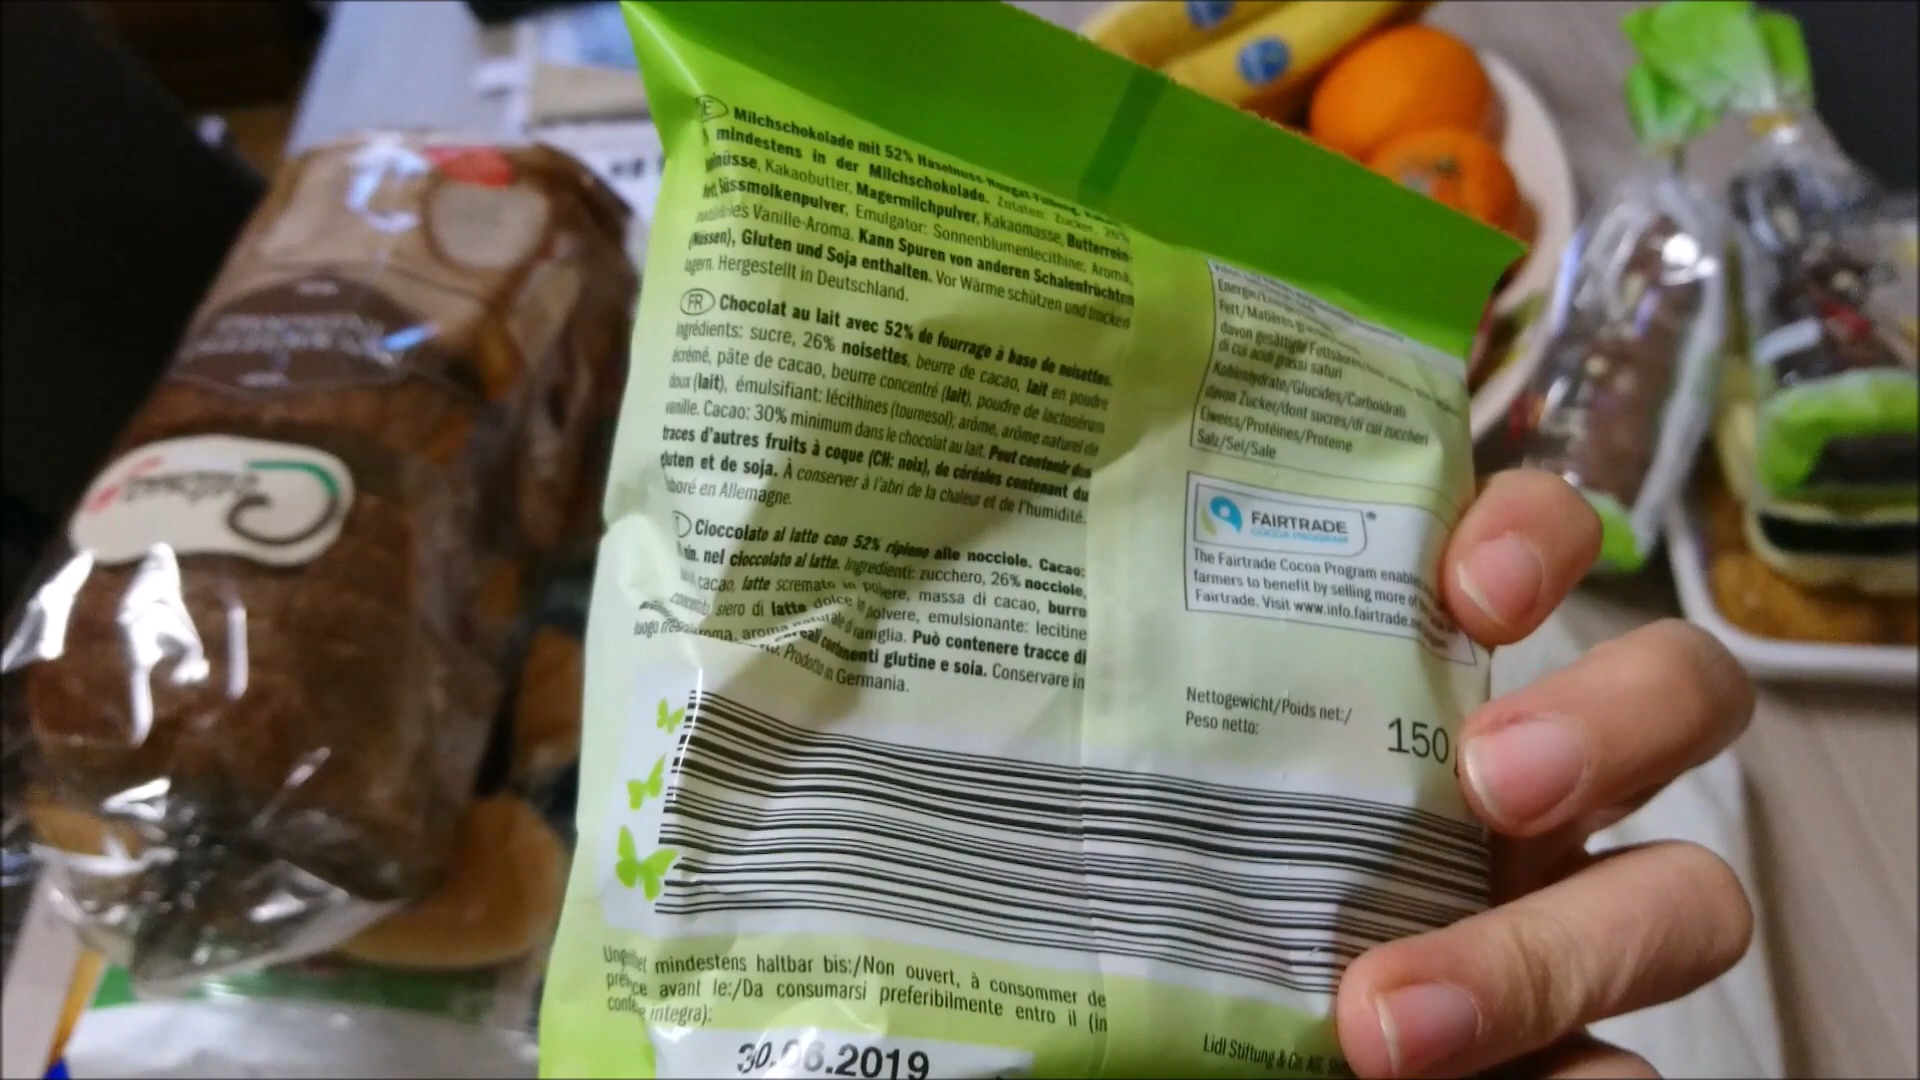 Milchschokolade mit 52% Haselnuss-Nougat-Füllung.
mindestens in der Milchschokolade. Zutaten: Zucker, 26%
Kakaobutter, Magermilchpulver, Kakaomasse, Butterrein-
Süssmolkenpulver, Emulgator: Sonnenblumenlecithine; Aroma,
Vanille-Aroma. Kann Spuren von anderen Schalenfrüchten
(Nüssen), Gluten und Soja enthalten. Vor Wärme schützen und trocken
lagern. Hergestellt in Deutschland.
FR Chocolat au lait avec 52% de fourrage à base de noisettes.
Ingrédients: sucre, 26% noisettes, beurre de cacao, lait en poudre
écrémé, pâte de cacao, beurre concentré (lait), poudre de lactosérum
doux (lait), émulsifiant: lécithines (tournesol); arôme, arôme naturel de
vanille. Cacao: 30% minimum dans le chocolat au lait. Peut contenir des
traces d'autres fruits à coque (CH: noix), de céréales contenant du
gluten et de soja. À conserver à l'abri de la chaleur et de l'humidité.
en Allemagne.
Cioccolato al latte con 52% ripieno alle nocciole. Cacao:
nel cioccolato al latte. Ingredienti: zucchero, 26% nocciole,
cacao, latte scremato in polvere, massa di cacao, burro
siero di latte dolce in polvere, emulsionante: lecitine
aroma naturale di vaniglia. Può contenere tracce di
glutine e soia. Conservare in
luogo Prodotto in Germania.
Fett/Matières
davon gesättigte Fettsäuren/
di cui acidi grassi saturi
Kohlenhydrate/Glucides/Carboidrati
davon Zucker/dont sucres/di cui zuccheri
Eiweiss/Protéines/Proteine
Salz/Sel/Sale
FAIRTRADE
COCOA PROGRAM
The Fairtrade Cocoa Program
farmers to benefit by selling more of
Fairtrade. Visit www.info.fairtrade.
Nettogewicht/Poids net:/
Peso netto:
150
mindestens haltbar bis:/Non ouvert, à consommer de
avant le:/Da consumarsi preferibilmente entro il (in
integra):
30.06.2019
Lidl Stiftung & Co. KG